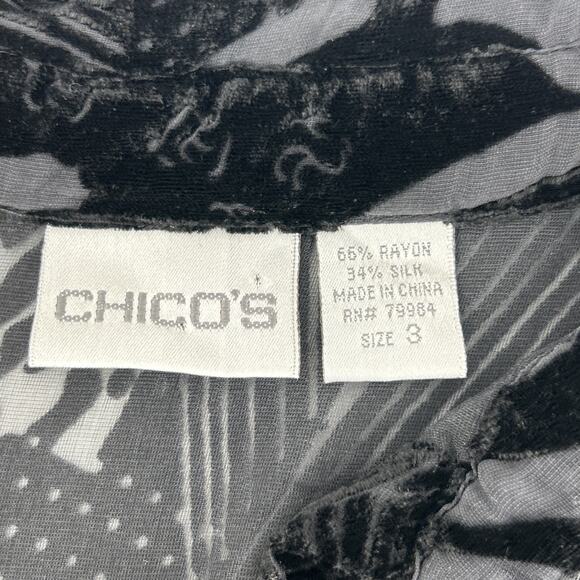 CHICO'S
66% RAYON
34% SILK
MADE IN CHINA
RN# 79984
SIZE 3